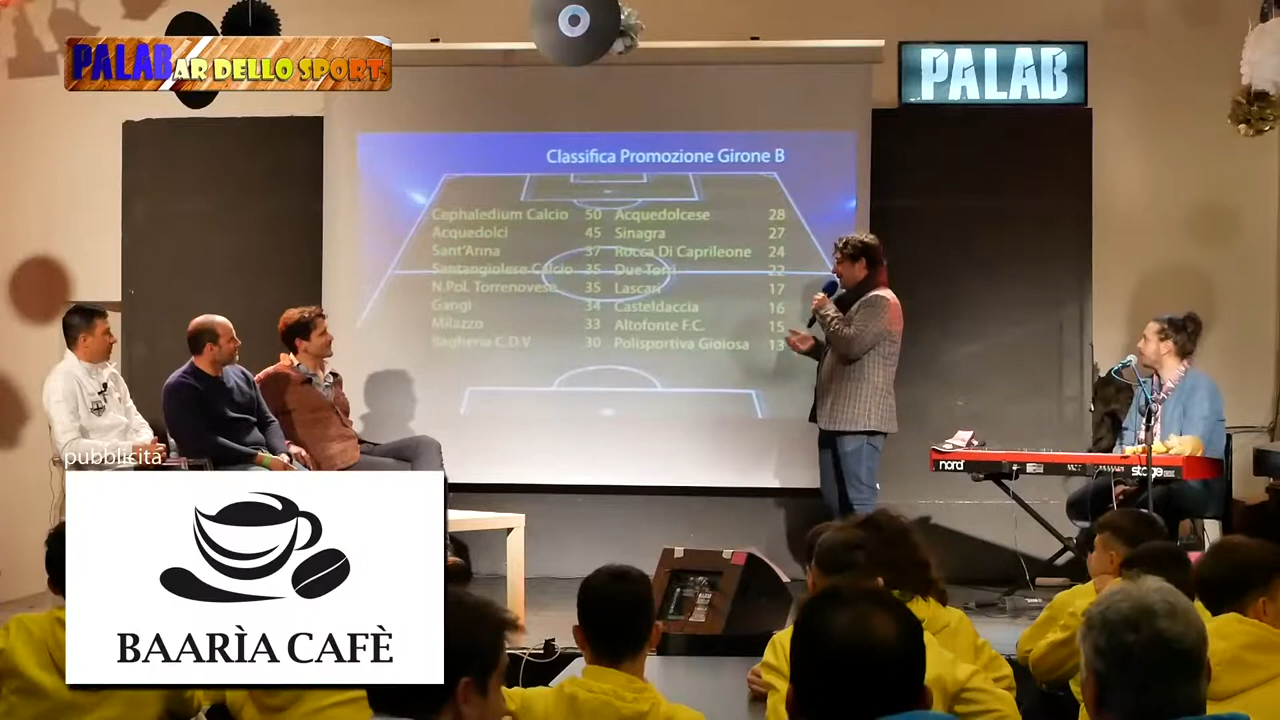 PALABAR DELLO SPORT
PALAB
Classifica Promozione Girone B
Cephaledium Calcio 50 Acquedolcese 28
Acquedolci 45 Sinagra 27
Sant'Anna 37 Rocca Di Caprileone 24
Santangiolese Calcio 35 Due Torri 22
N.Pol. Torrenovese 35 Lascari 17
Gangi 34 Casteldaccia 16
Milazzo 33 Altofonte F.C. 15
Bagheria C.D.V 30 Polisportiva Gioiosa 13
pubblicità
BAARÌA CAFÈ
nord
stage